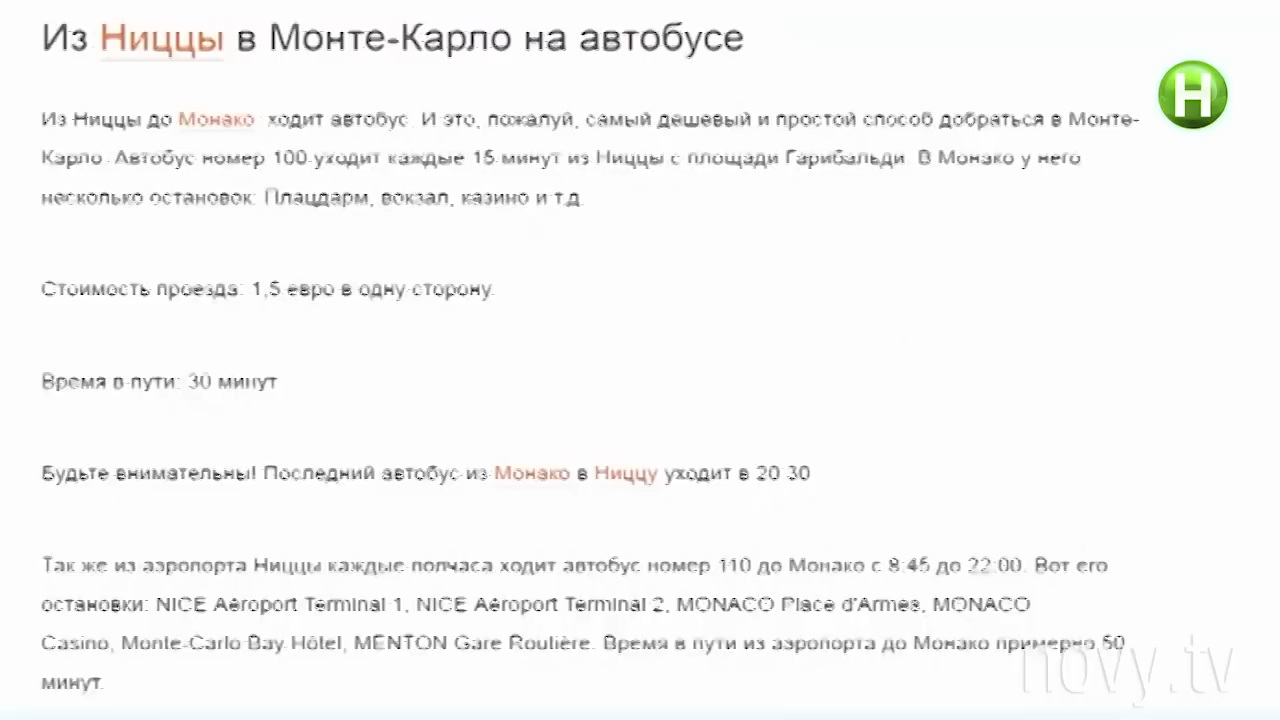 Из Ниццы в Монте-Карло на автобусе
Н
Из Ниццы до Монако ходит автобус. И это, пожалуй, самый дешевый и простой способ добраться в Монте-
Карло. Автобус номер 100 уходит каждые 15 минут из Ниццы с площади Гарибальди. В Монако у него
несколько остановок: Плацдарм, вокзал, казино и т.д.
Стоимость проезда: 1,5 евро в одну сторону.
Время в пути: 30 минут
Будьте внимательны! Последний автобус из Монако в Ниццу уходит в 20:30
Так же из аэропорта Ниццы каждые полчаса ходит автобус номер 110 до Монако с 8:45 до 22:00. Вот его
остановки: NICE Aéroport Terminal 1, NICE Aéroport Terminal 2, MONACO Place d'Armes, MONACO
Casino, Monte-Carlo Bay Hôtel, MENTON Gare Roulière. Время в пути из аэропорта до Монако примерно
минут.
novy.tv